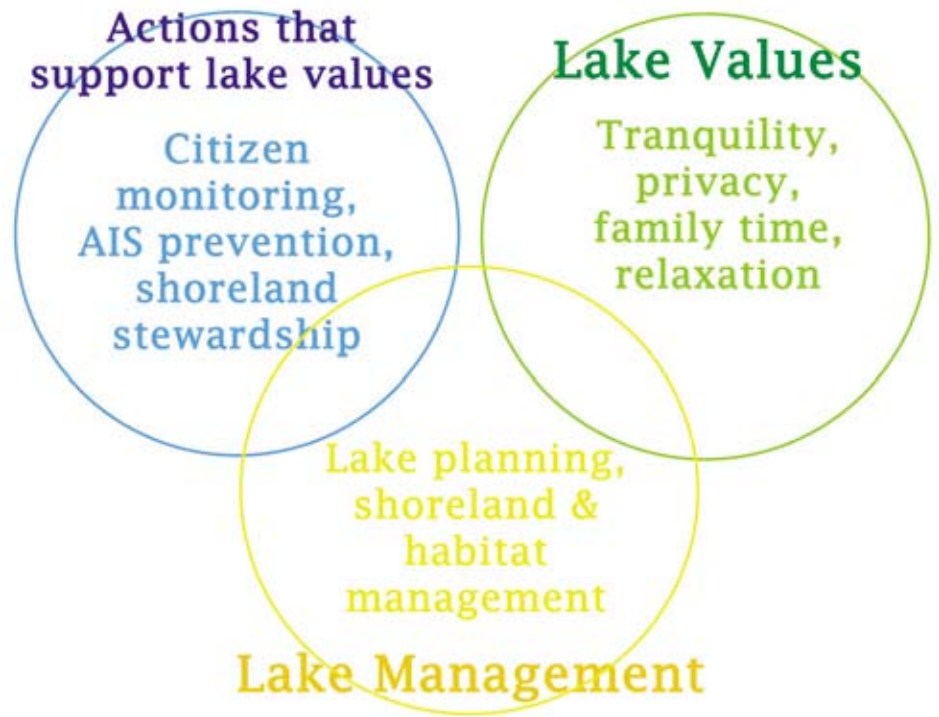 Actions that
support lake values
Citizen
monitoring,
AIS prevention,
shoreland
stewardship
Lake Values
Tranquility,
privacy,
family time,
relaxation
Lake planning,
shoreland &
habitat
management
Lake Management